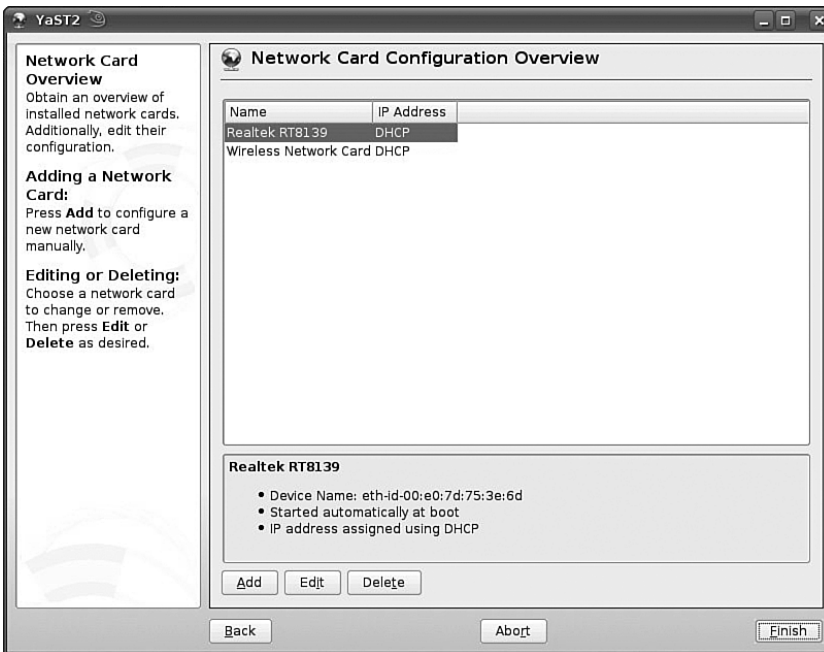 YaST2
Network Card
Overview
Obtain an overview of
installed network cards.
Additionally, edit their
configuration.
Adding a Network
Card:
Press Add to configure a
new network card
manually.
Editing or Deleting:
Choose a network card
to change or remove.
Then press Edit or
Delete as desired.
Network Card Configuration Overview
Name IP Address
Realtek RT8139 DHCP
Wireless Network Card DHCP
Realtek RT8139
• Device Name: eth-id-00:e0:7d:75:3e:6d
• Started automatically at boot
• IP address assigned using DHCP
Add Edit Delete
Back Abort Finish